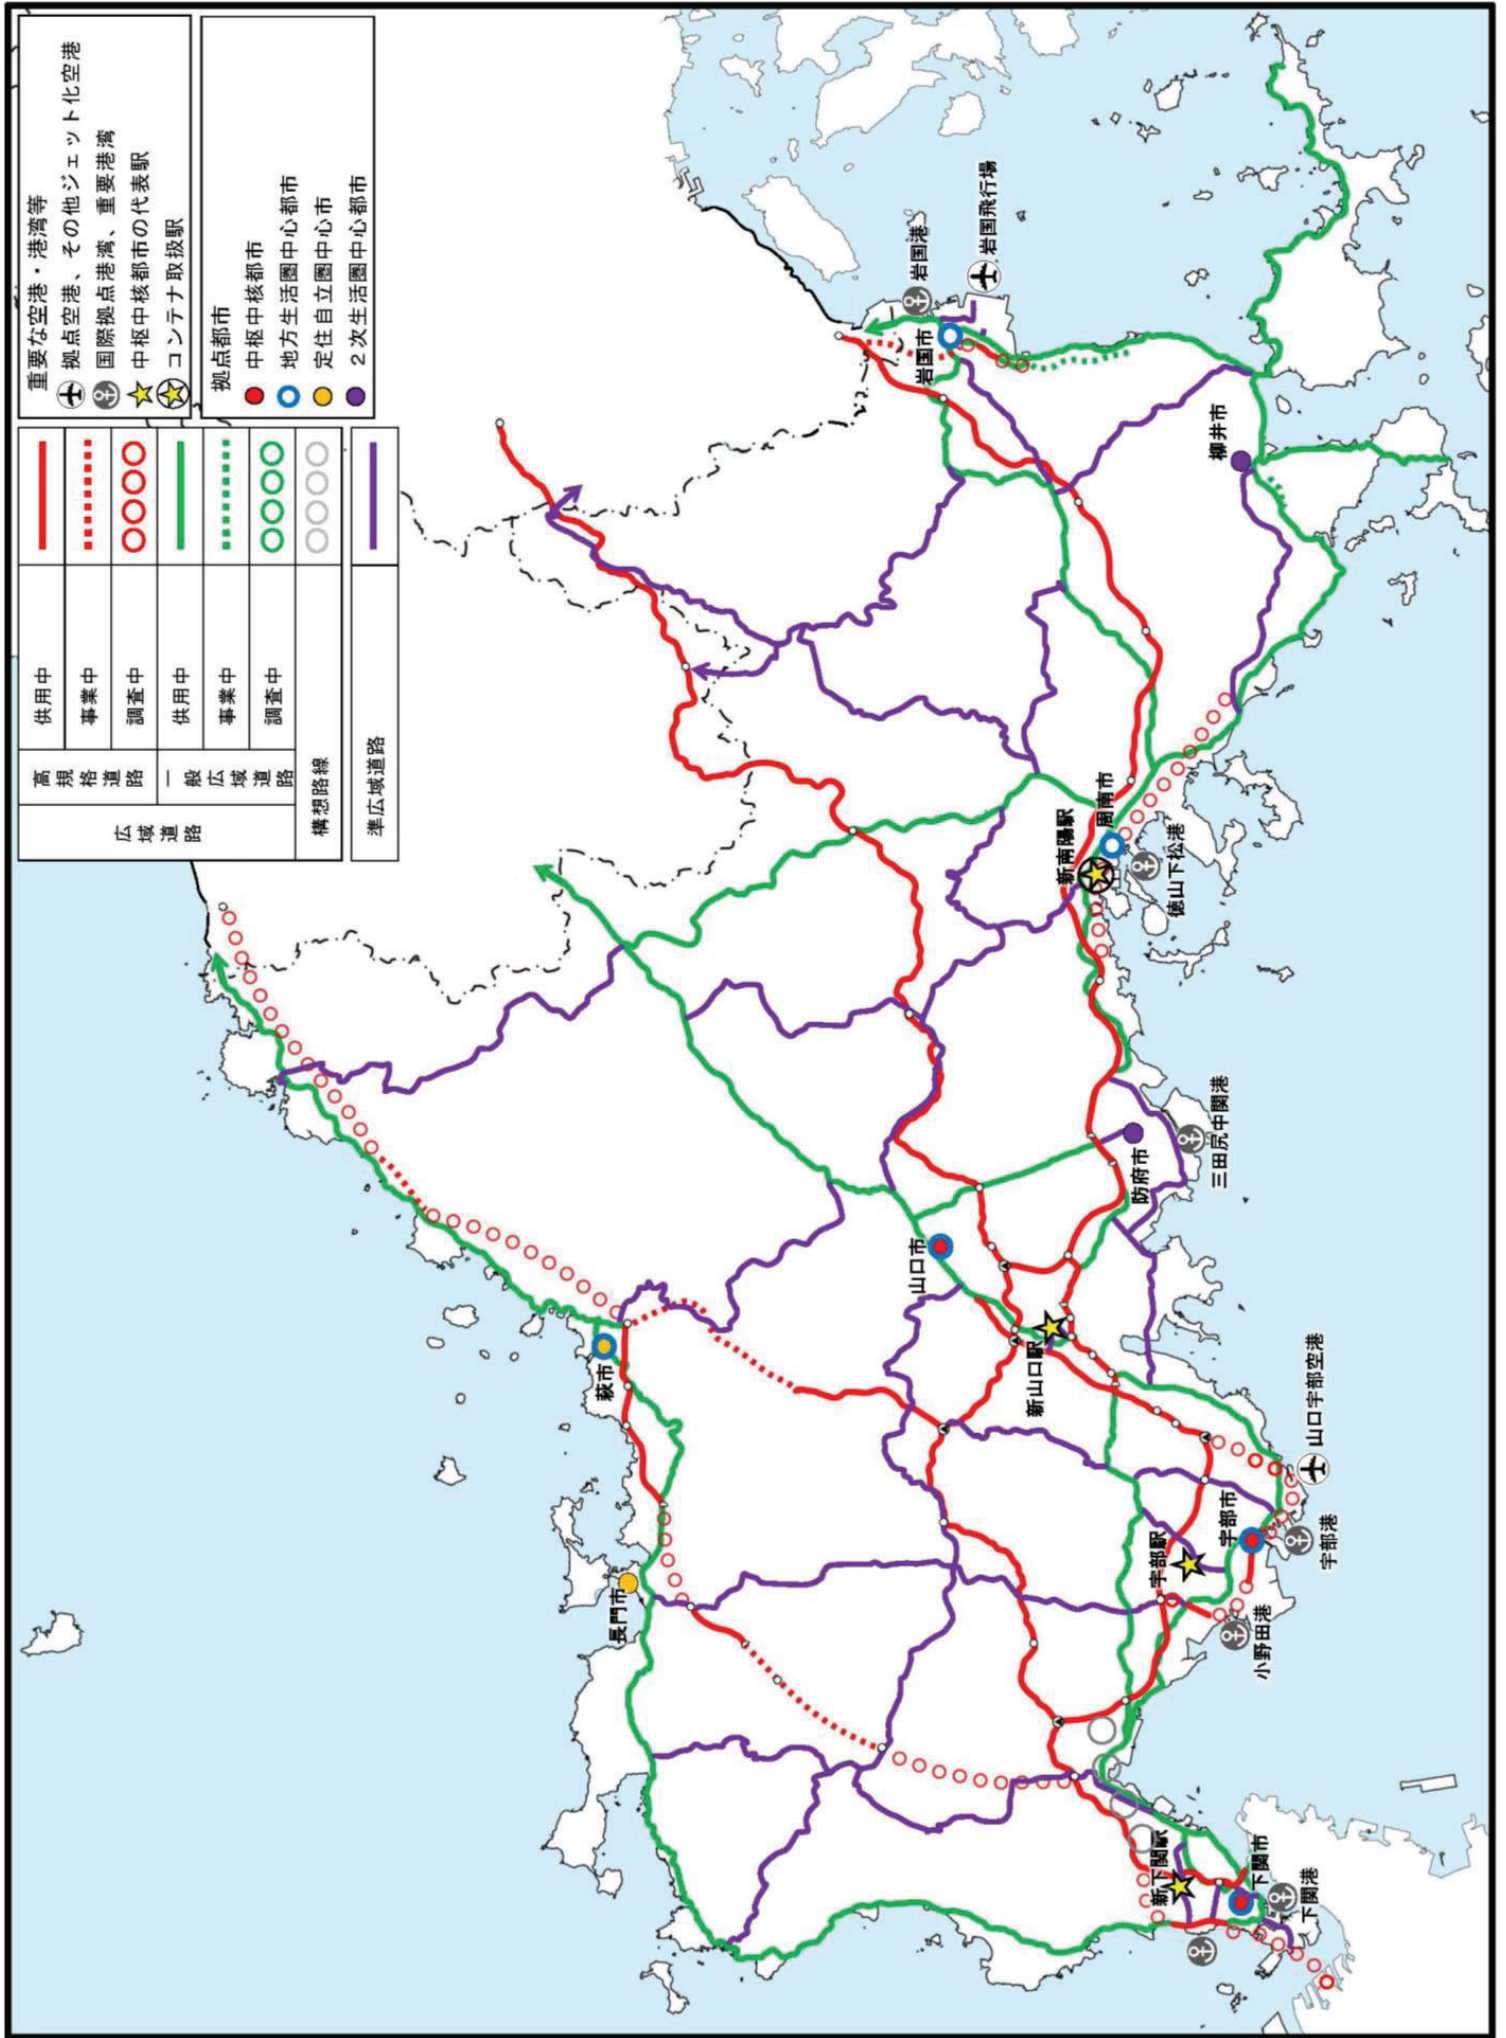 広域道路
高規格道路
供用中
事業中
調査中
一般広域道路
供用中
事業中
調査中
構想路線
準広域道路
重要な空港・港湾等
拠点空港、その他ジェット化空港
国際拠点港湾、重要港湾
中枢中核都市の代表駅
コンテナ取扱駅
拠点都市
中枢中核都市
地方生活圏中心都市
定住自立圏中心市
2次生活圏中心都市
萩市
長門市
山口市
新山口駅
防府市
三田尻中関港
新南陽駅
周南市
徳山下松港
岩国市
岩国港
岩国飛行場
柳井市
山口宇部空港
宇部市
宇部港
宇部駅
小野田港
新下関駅
下関市
下関港